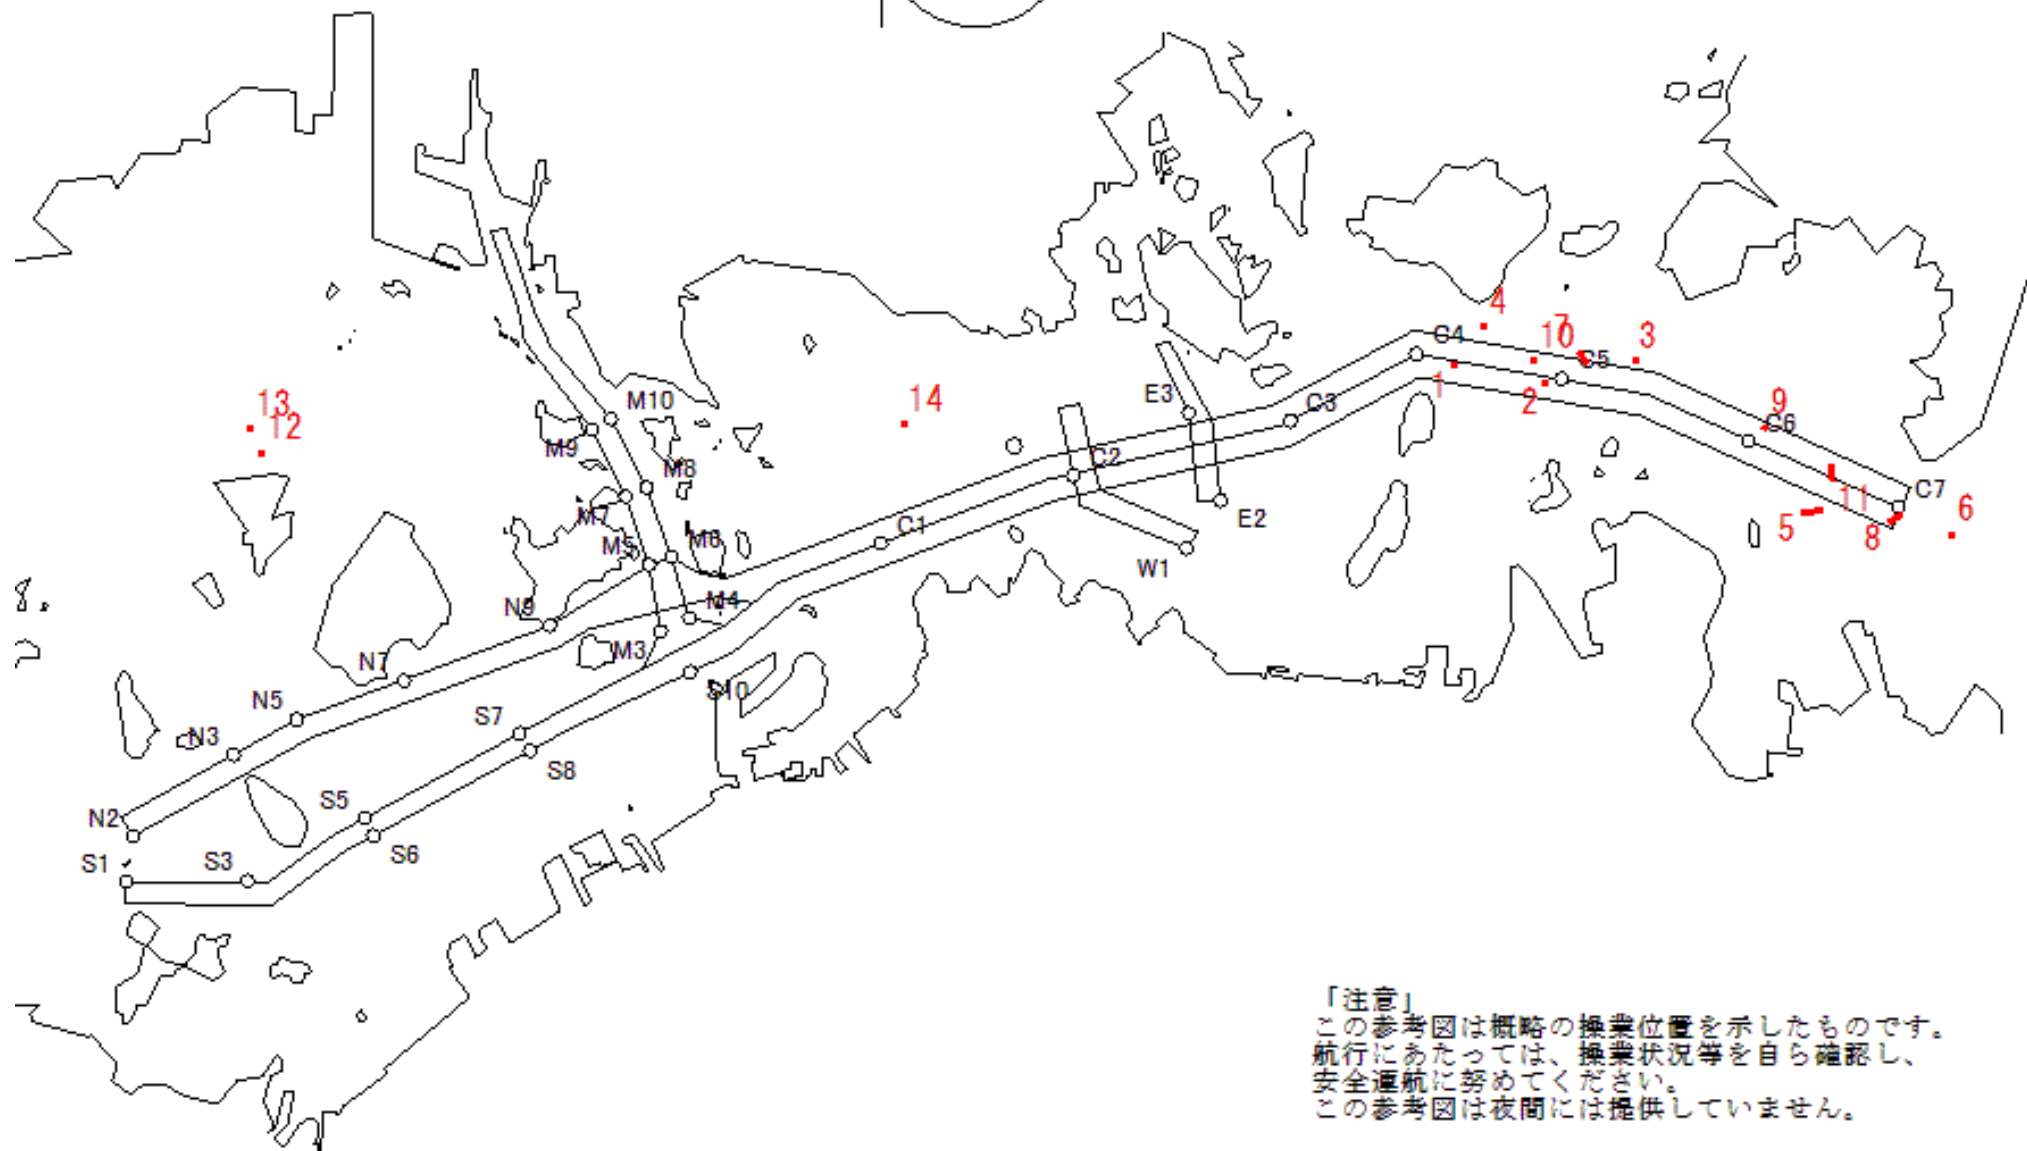 4
C4
7
10
C5
3
1
2
E3
C3
9
C6
13
12
14
M10
M9
M8
C2
C7
11
6
5
8
E2
M7
M5
M6
C1
W1
N9
M4
M3
N7
S10
N5
N3
S7
S8
S5
N2
S6
S1
S3
「注意」
この参考図は概略の操業位置を示したものです。
航行にあたっては、操業状況等を自ら確認し、
安全運航に努めてください。
この参考図は夜間には提供していません。